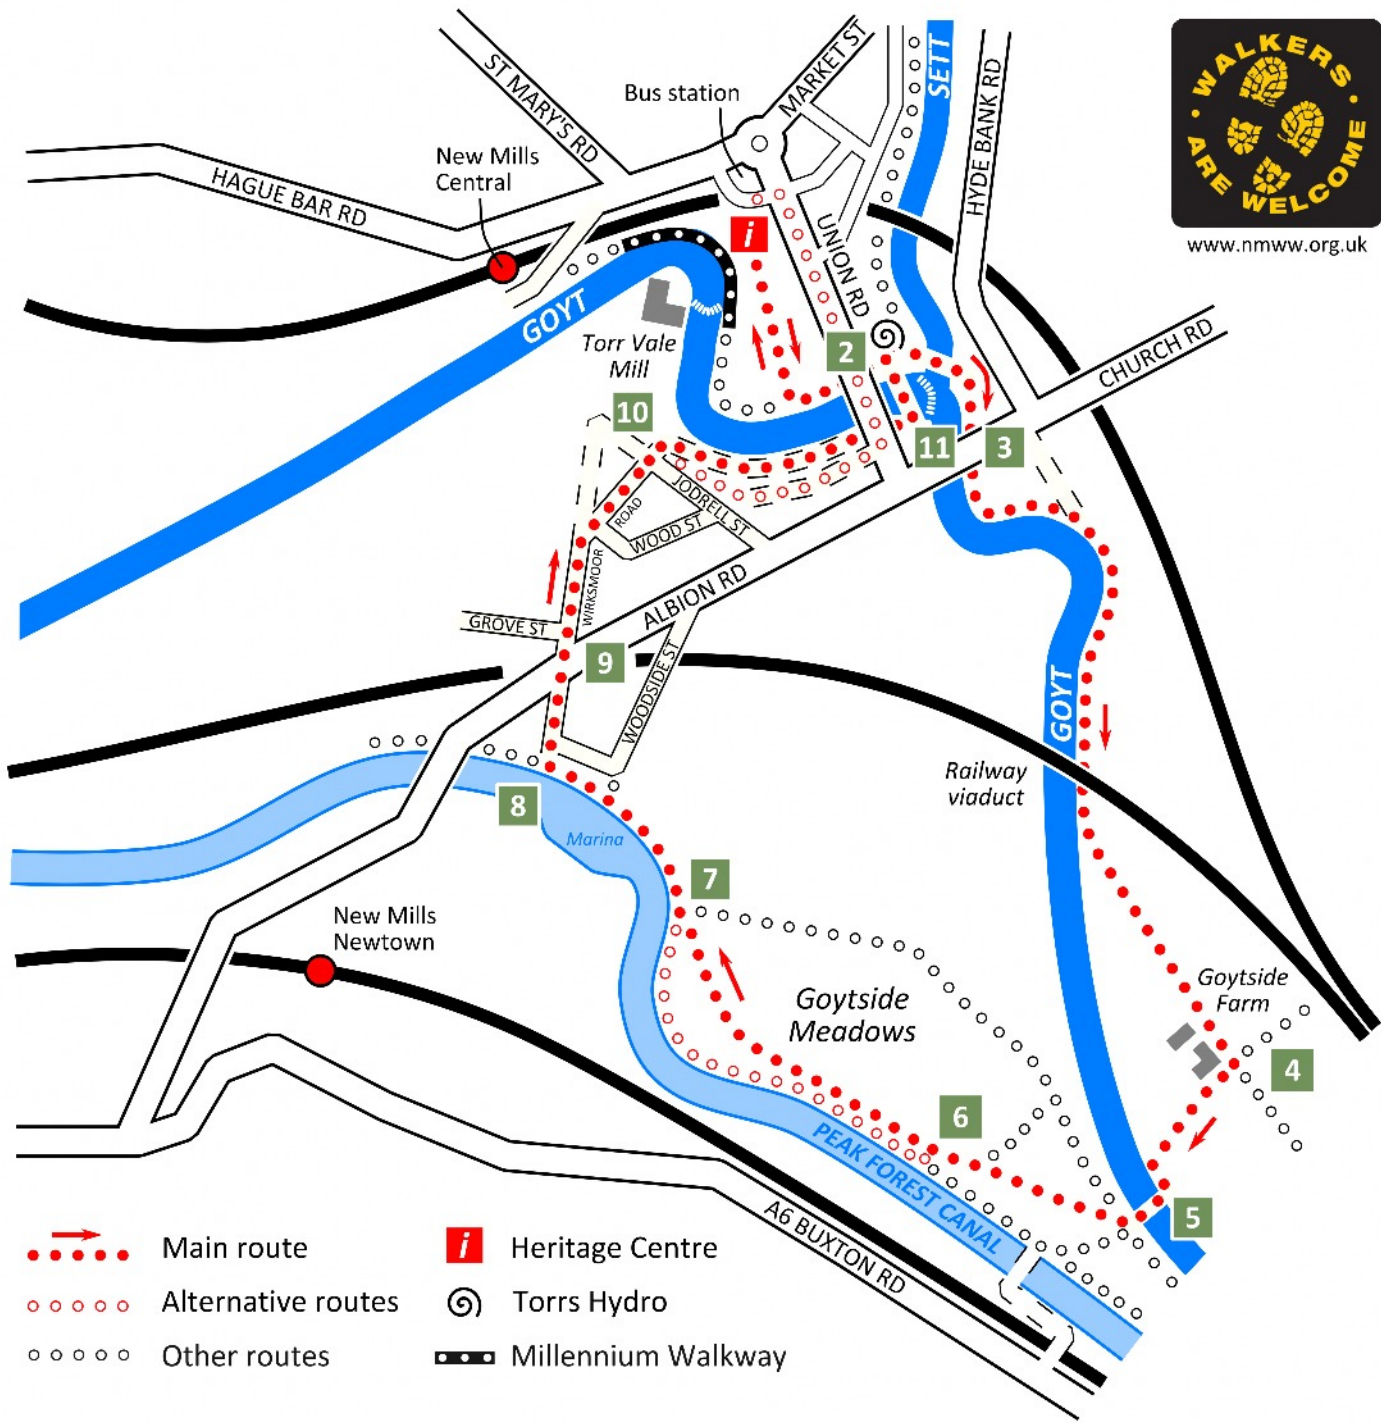 SETT
MARKET ST
ST MARY'S RD
Bus station
HYDE BANK RD
WALKERS
ARE WELCOME
www.nmww.org.uk
New Mills
Central
HAGUE BAR RD
UNION RD
i
GOYT
Torr Vale
Mill
2
CHURCH RD
10
11
3
JODRELL ST
ROAD
WOOD ST
WIRKSMOOR
ALBION RD
GROVE ST
9
WOODSIDE ST
GOYT
Railway
viaduct
8
Marina
7
New Mills
Newtown
Goytside
Meadows
Goytside
Farm
4
6
PEAK FOREST CANAL
5
A6 BUXTON RD
Main route
i Heritage Centre
Alternative routes
Torrs Hydro
Other routes
Millennium Walkway